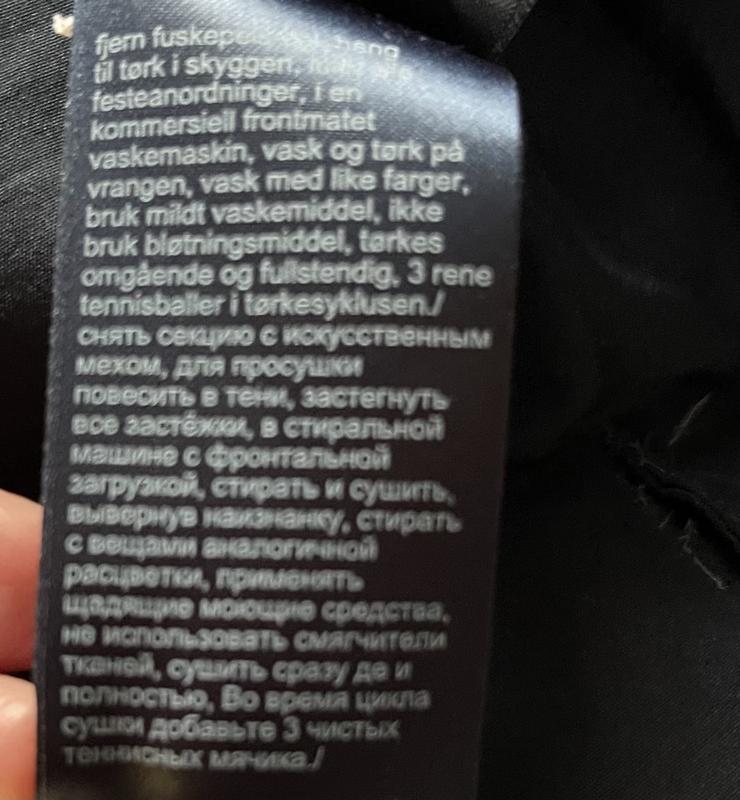 fjern
til tørk i skyggen,
festeanordninger, i en
kommersiell frontmatet
vaskemaskin, vask og tørk på
vrangen, vask med like farger,
bruk mildt vaskemiddel, ikke
bruk bløtningsmiddel, tørkes
omgående og fullstendig, 3 rene
tennisballer i tørkesyklusen./
снять секцию с искусственным
мехом, для просушки
повесить в тени, застегнуть
все застёжки, в стиральной
машине с фронтальной
загрузкой, стирать и сушить,
вывернув наизнанку, стирать
с вещами аналогичной
расцветки, применять
щадящие моющие средства,
не использовать смягчители
тканей, сушить сразу де и
полностью, Во время цикла
сушки добавьте 3 чистых
теннисных мячика./